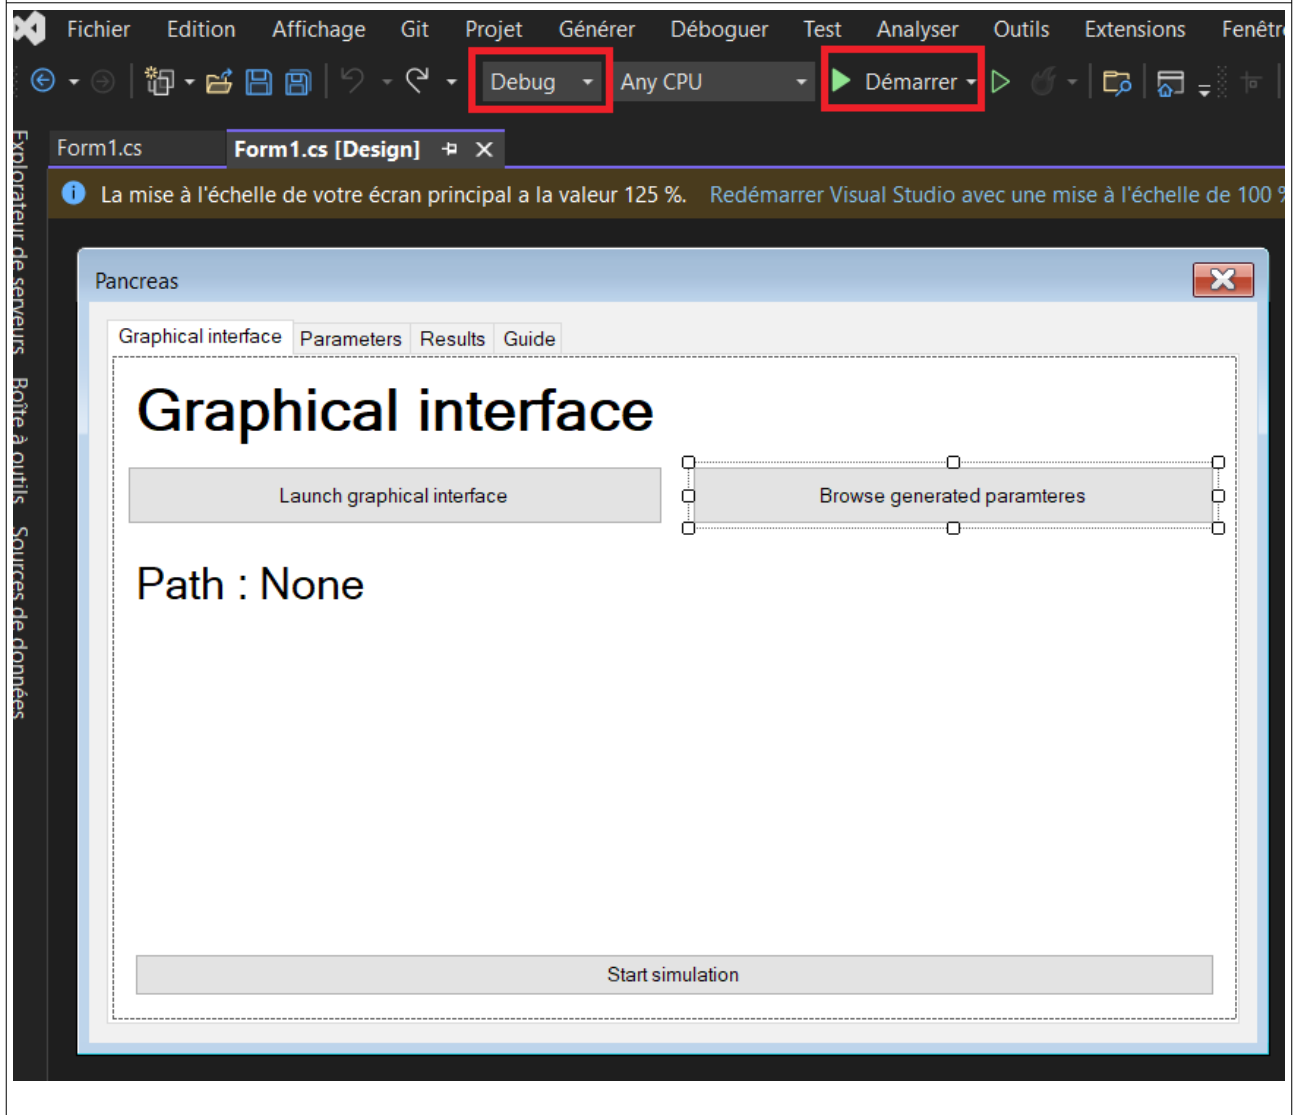 Fichier Edition Affichage Git Projet Générer Déboguer Test Analyser Outils Extensions Fenêtre
Debug Any CPU Démarrer
Form1.cs Form1.cs [Design]
La mise à l'échelle de votre écran principal a la valeur 125 %. Redémarrer Visual Studio avec une mise à l'échelle de 100 %
Explorateur de serveurs
Boîte à outils
Sources de données
Pancreas
Graphical interface Parameters Results Guide
Graphical interface
Launch graphical interface Browse generated paramteres
Path : None
Start simulation